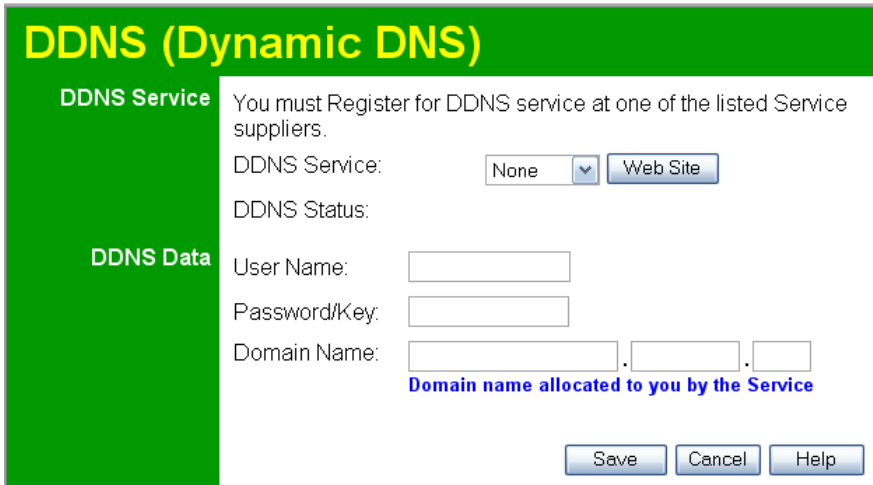 DDNS (Dynamic DNS)
DDNS Service
You must Register for DDNS service at one of the listed Service
suppliers.
DDNS Service: None Web Site
DDNS Status:
DDNS Data
User Name:
Password/Key:
Domain Name: . .
Domain name allocated to you by the Service
Save Cancel Help